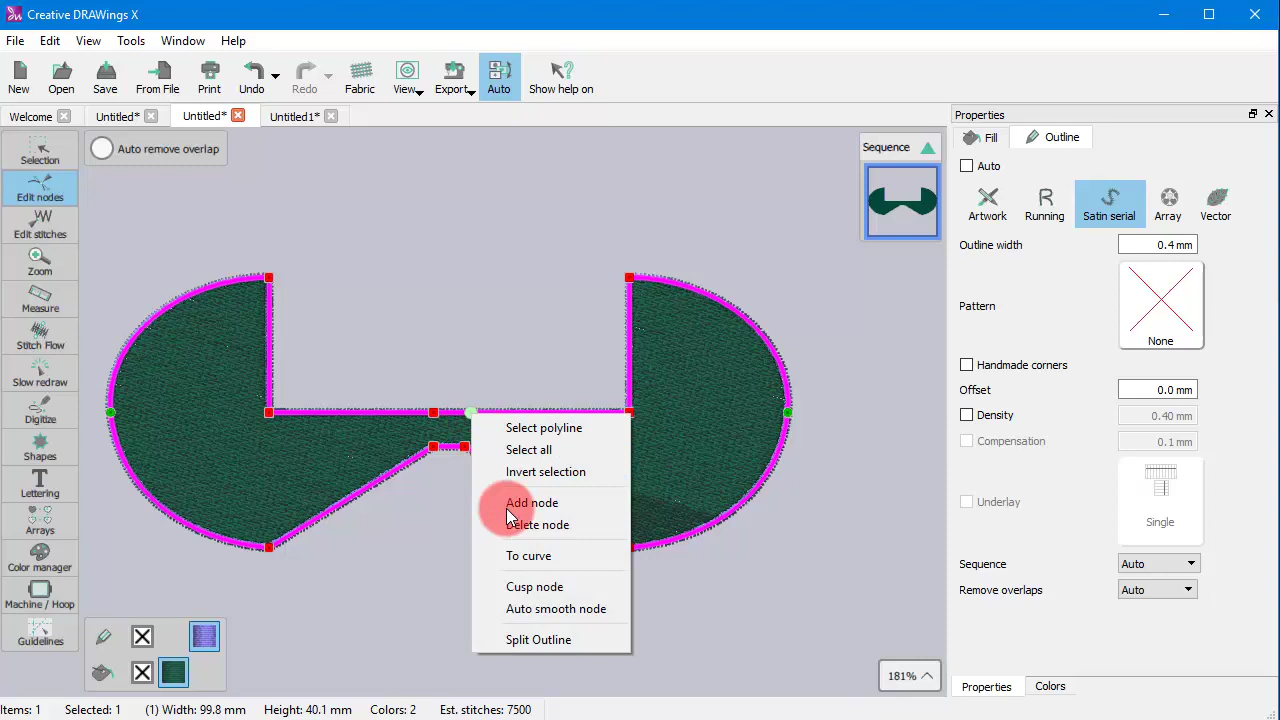 Creative DRAWings X
File Edit View Tools Window Help
New Open Save From File Print Undo Redo Fabric View Export Auto Show help on
Welcome Untitled* Untitled* Untitled1*
Properties
Selection
Edit nodes
Edit stitches
Zoom
Measure
Stitch Flow
Slow redraw
Digitize
Shapes
Lettering
Arrays
Color manager
Machine / Hoop
Guidelines
Auto remove overlap
Sequence
Select polyline
Select all
Invert selection
Add node
Delete node
To curve
Cusp node
Auto smooth node
Split Outline
181%
Fill Outline
Auto
Artwork Running Satin serial Array Vector
Outline width 0.4 mm
Pattern
None
Handmade corners
Offset 0.0 mm
Density 0.40 mm
Compensation 0.1 mm
Underlay
Single
Sequence Auto
Remove overlaps Auto
Properties Colors
Items: 1 Selected: 1 (1) Width: 99.8 mm Height: 40.1 mm Colors: 2 Est. stitches: 7500